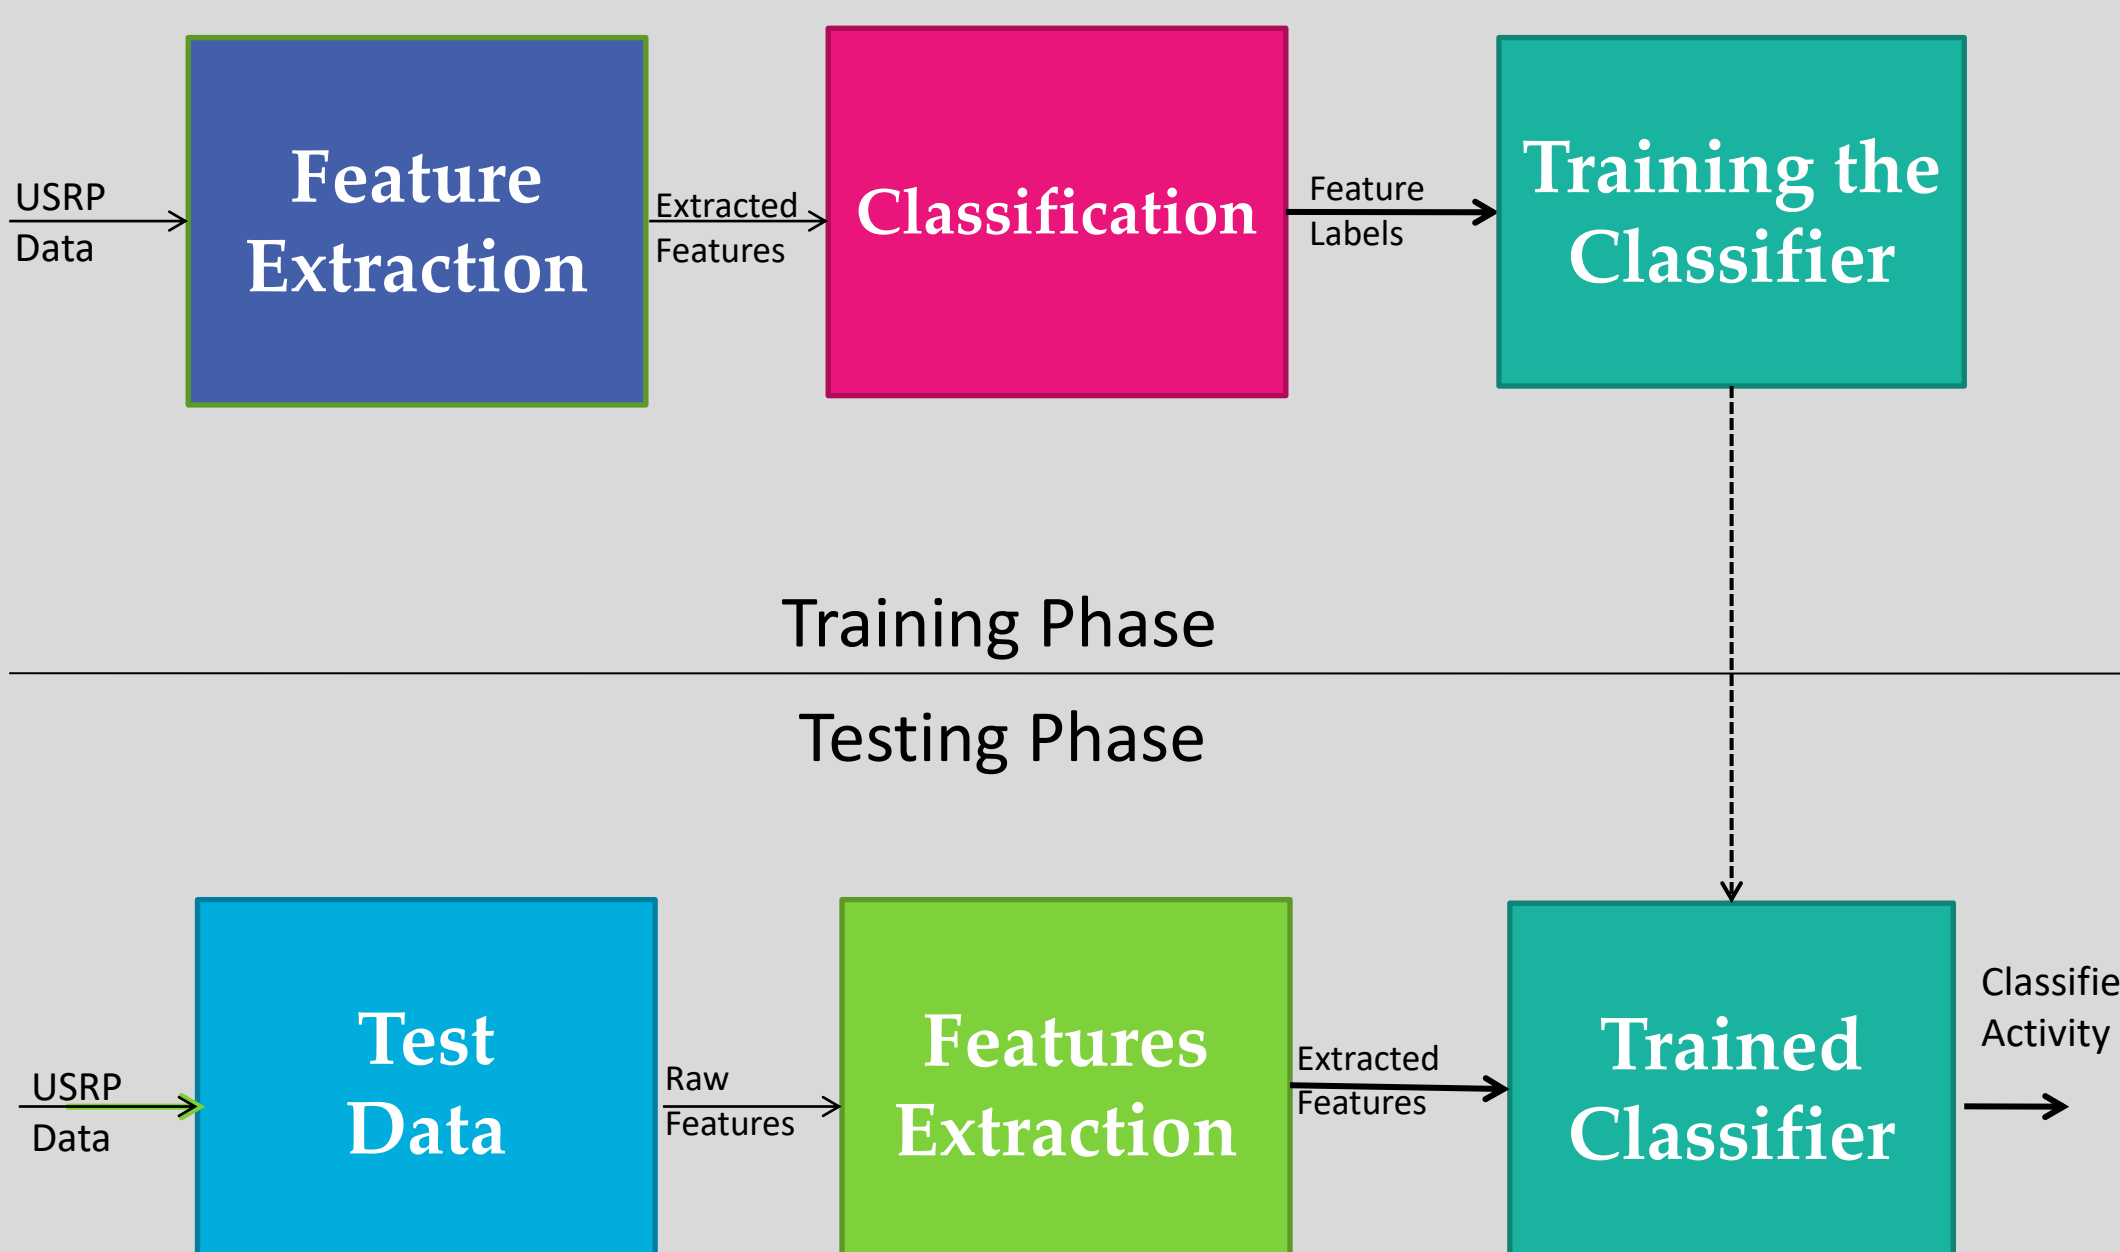 USRP
Data
Feature
Extraction
Extracted
Features
Classification
Feature
Labels
Training the
Classifier
Training Phase
Testing Phase
USRP
Data
Test
Data
Raw
Features
Features
Extraction
Extracted
Features
Trained
Classifier
Classifie
Activity